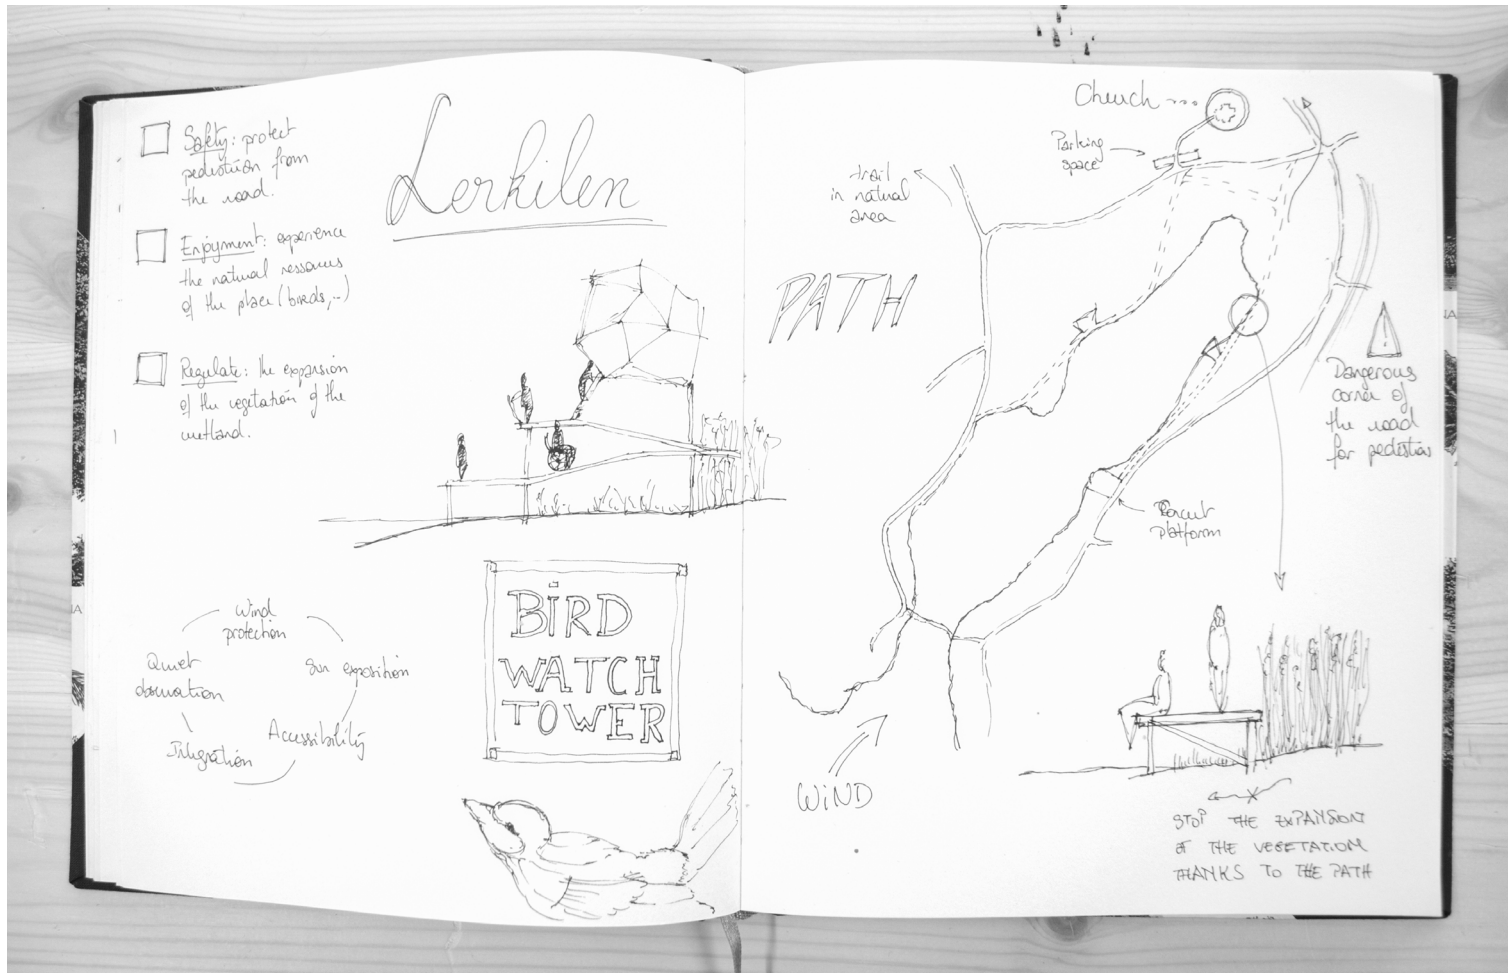 Safety: protect
pedestrian from
the road.
Enjoyment: experience
the natural ressources
of the place (birds,..)
Regulate: the expansion
of the vegetation of the
wetland.
Lerkilen
Wind
protection
Quiet
observation
Sun exposition
Accessibility
Integration
BIRD
WATCH
TOWER
Church
Parking
space
trail
in natural
area
PATH
Dangerous
corner of
the road
for pedestrians
platform
WIND
STOP THE EXPANSION
OF THE VEGETATION
THANKS TO THE PATH